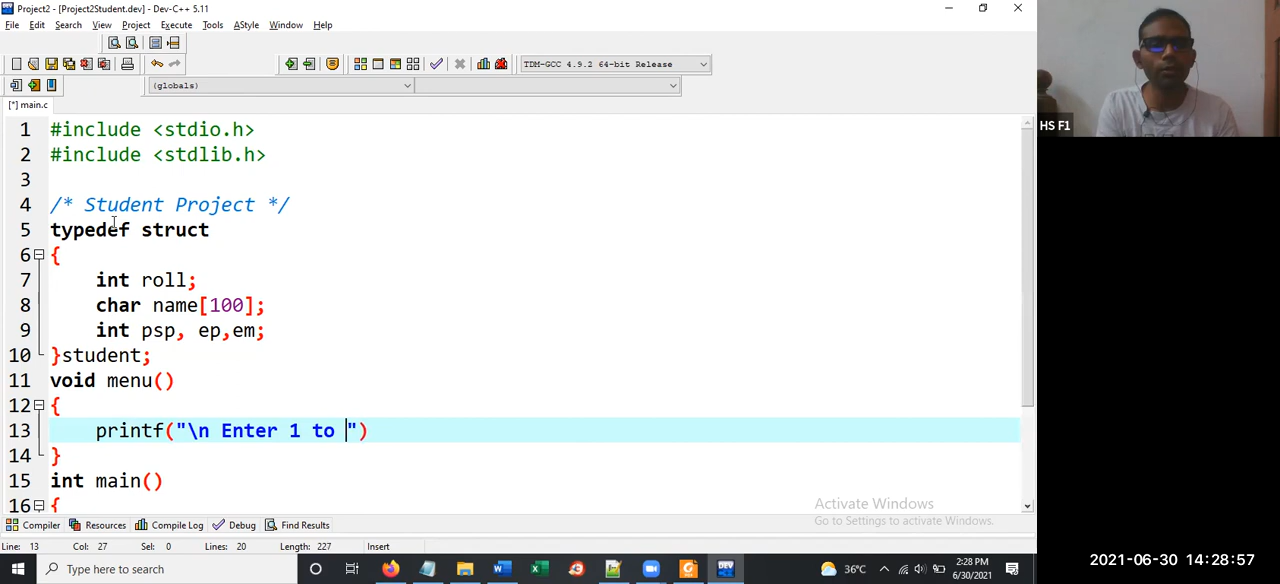 Project2 - [Project2Student.dev] - Dev-C++ 5.11
File Edit Search View Project Execute Tools AStyle Window Help
TDM-GCC 4.9.2 64-bit Release
(globals)
[*] main.c
1 #include <stdio.h>
2 #include <stdlib.h>
3
4 /* Student Project */
5 typedef struct
6 {
7 int roll;
8 char name[100];
9 int psp, ep,em;
10 }student;
11 void menu()
12 {
13 printf("\n Enter 1 to ")
14 }
15 int main()
16 {
HS F1
Activate Windows
Go to Settings to activate Windows.
Compiler Resources Compile Log Debug Find Results
Line: 13 Col: 27 Sel: 0 Lines: 20 Length: 227 Insert
Type here to search
DEV
36°C
2:28 PM
6/30/2021
2021-06-30 14:28:57